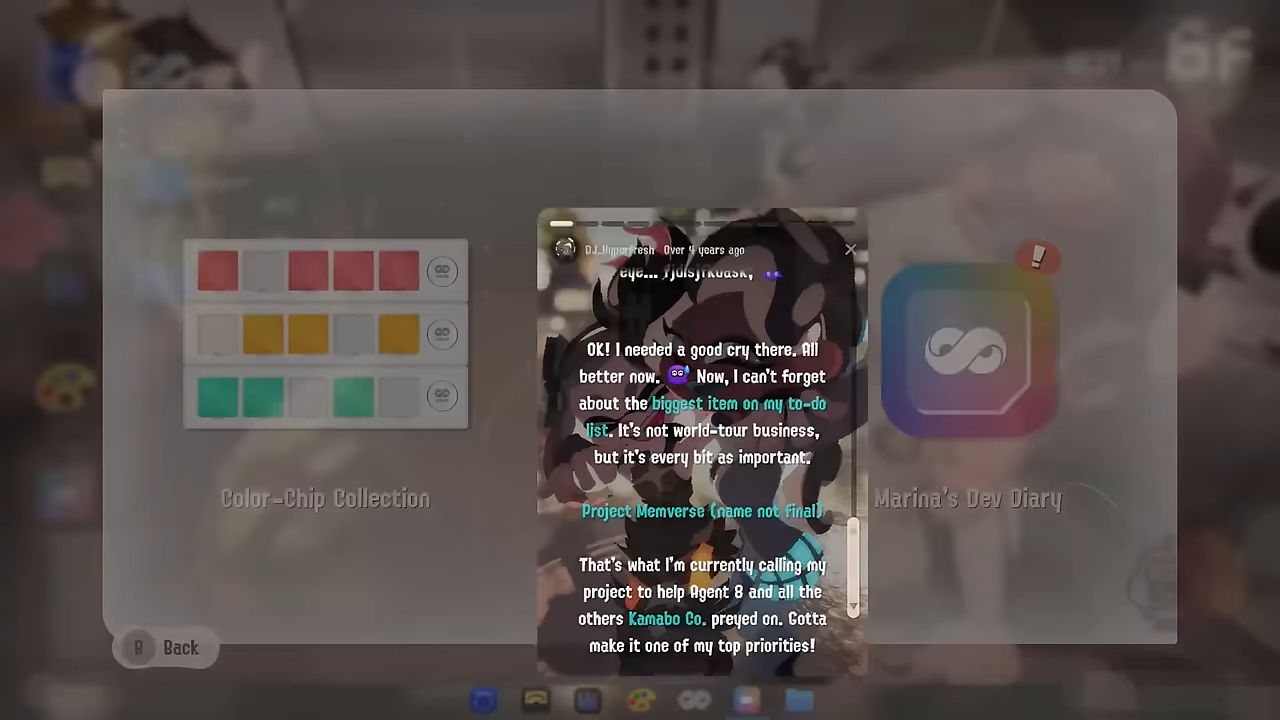 6F
DJ_Hyperfresh Over 4 years ago
eye... fjdlsjfkdask,
OK! I needed a good cry there. All
better now. Now, I can't forget
about the biggest item on my to-do
list. It's not world-tour business,
but it's every bit as important.
Project Memverse (name not final)
That's what I'm currently calling my
project to help Agent 8 and all the
others Kamabo Co. preyed on. Gotta
make it one of my top priorities!
Color-Chip Collection
!
Marina's Dev Diary
B Back